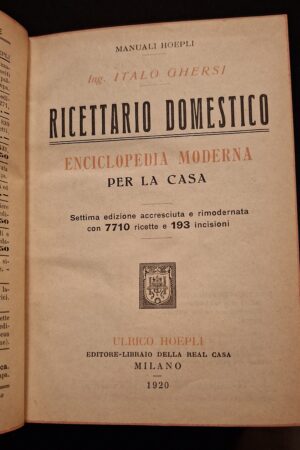 MANUALI HOEPLI
Ing. ITALO GHERSI
RICETTARIO DOMESTICO
ENCICLOPEDIA MODERNA
PER LA CASA
Settima edizione accresciuta e rimodernata
con 7710 ricette e 193 incisioni
ULRICO HOEPLI
EDITORE-LIBRAIO DELLA REAL CASA
MILANO
1920